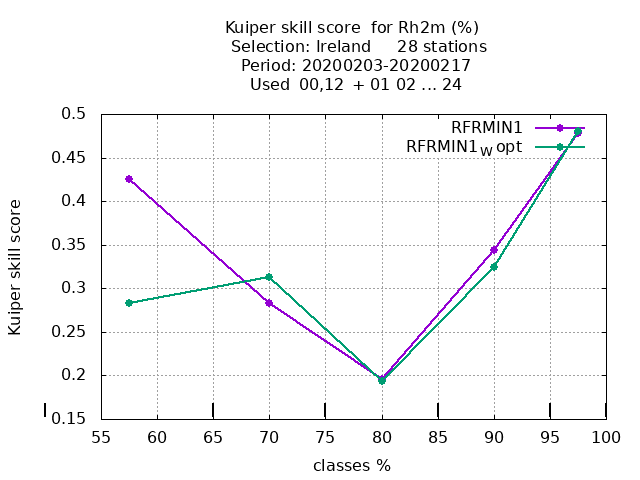 Kuiper skill score  for Rh2m (%)
Selection: Ireland     28 stations
Period: 20200203-20200217
Used  00,12  + 01 02 ... 24
RFRMIN1
RFRMIN1W opt
Kuiper skill score
0.5
0.45
0.4
0.35
0.3
0.25
0.2
0.15
55 60 65 70 75 80 85 90 95 100
classes %